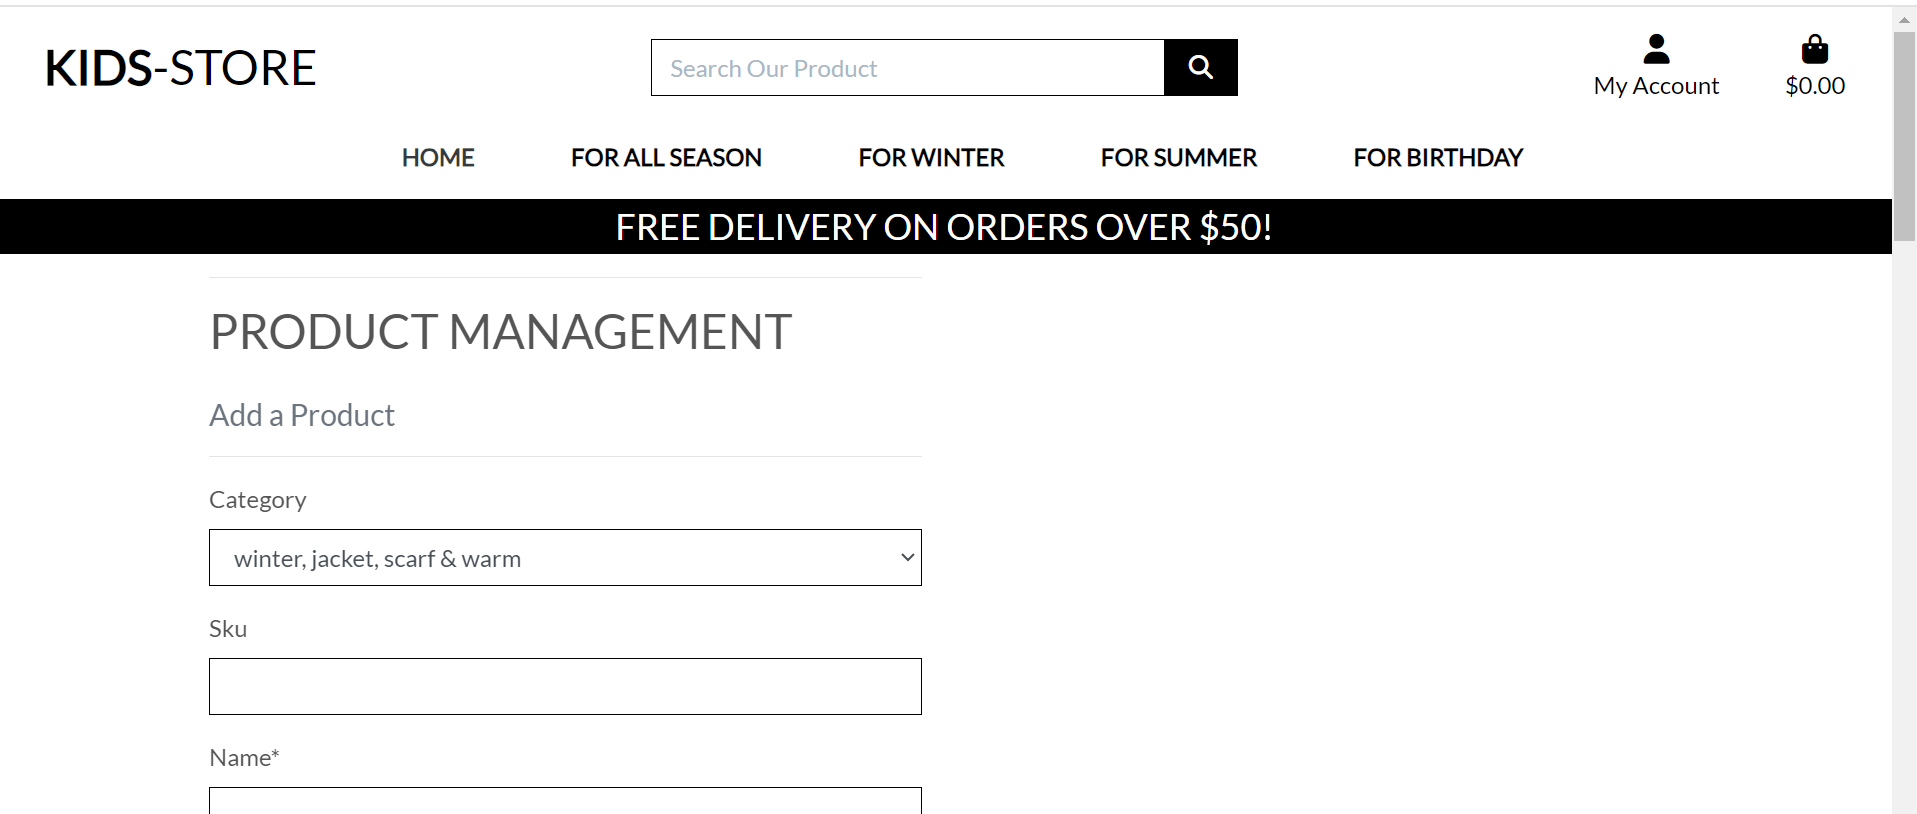 KIDS-STORE
Search Our Product
My Account
$0.00
HOME FOR ALL SEASON FOR WINTER FOR SUMMER FOR BIRTHDAY
FREE DELIVERY ON ORDERS OVER $50!
PRODUCT MANAGEMENT
Add a Product
Category
winter, jacket, scarf & warm
Sku
Name*